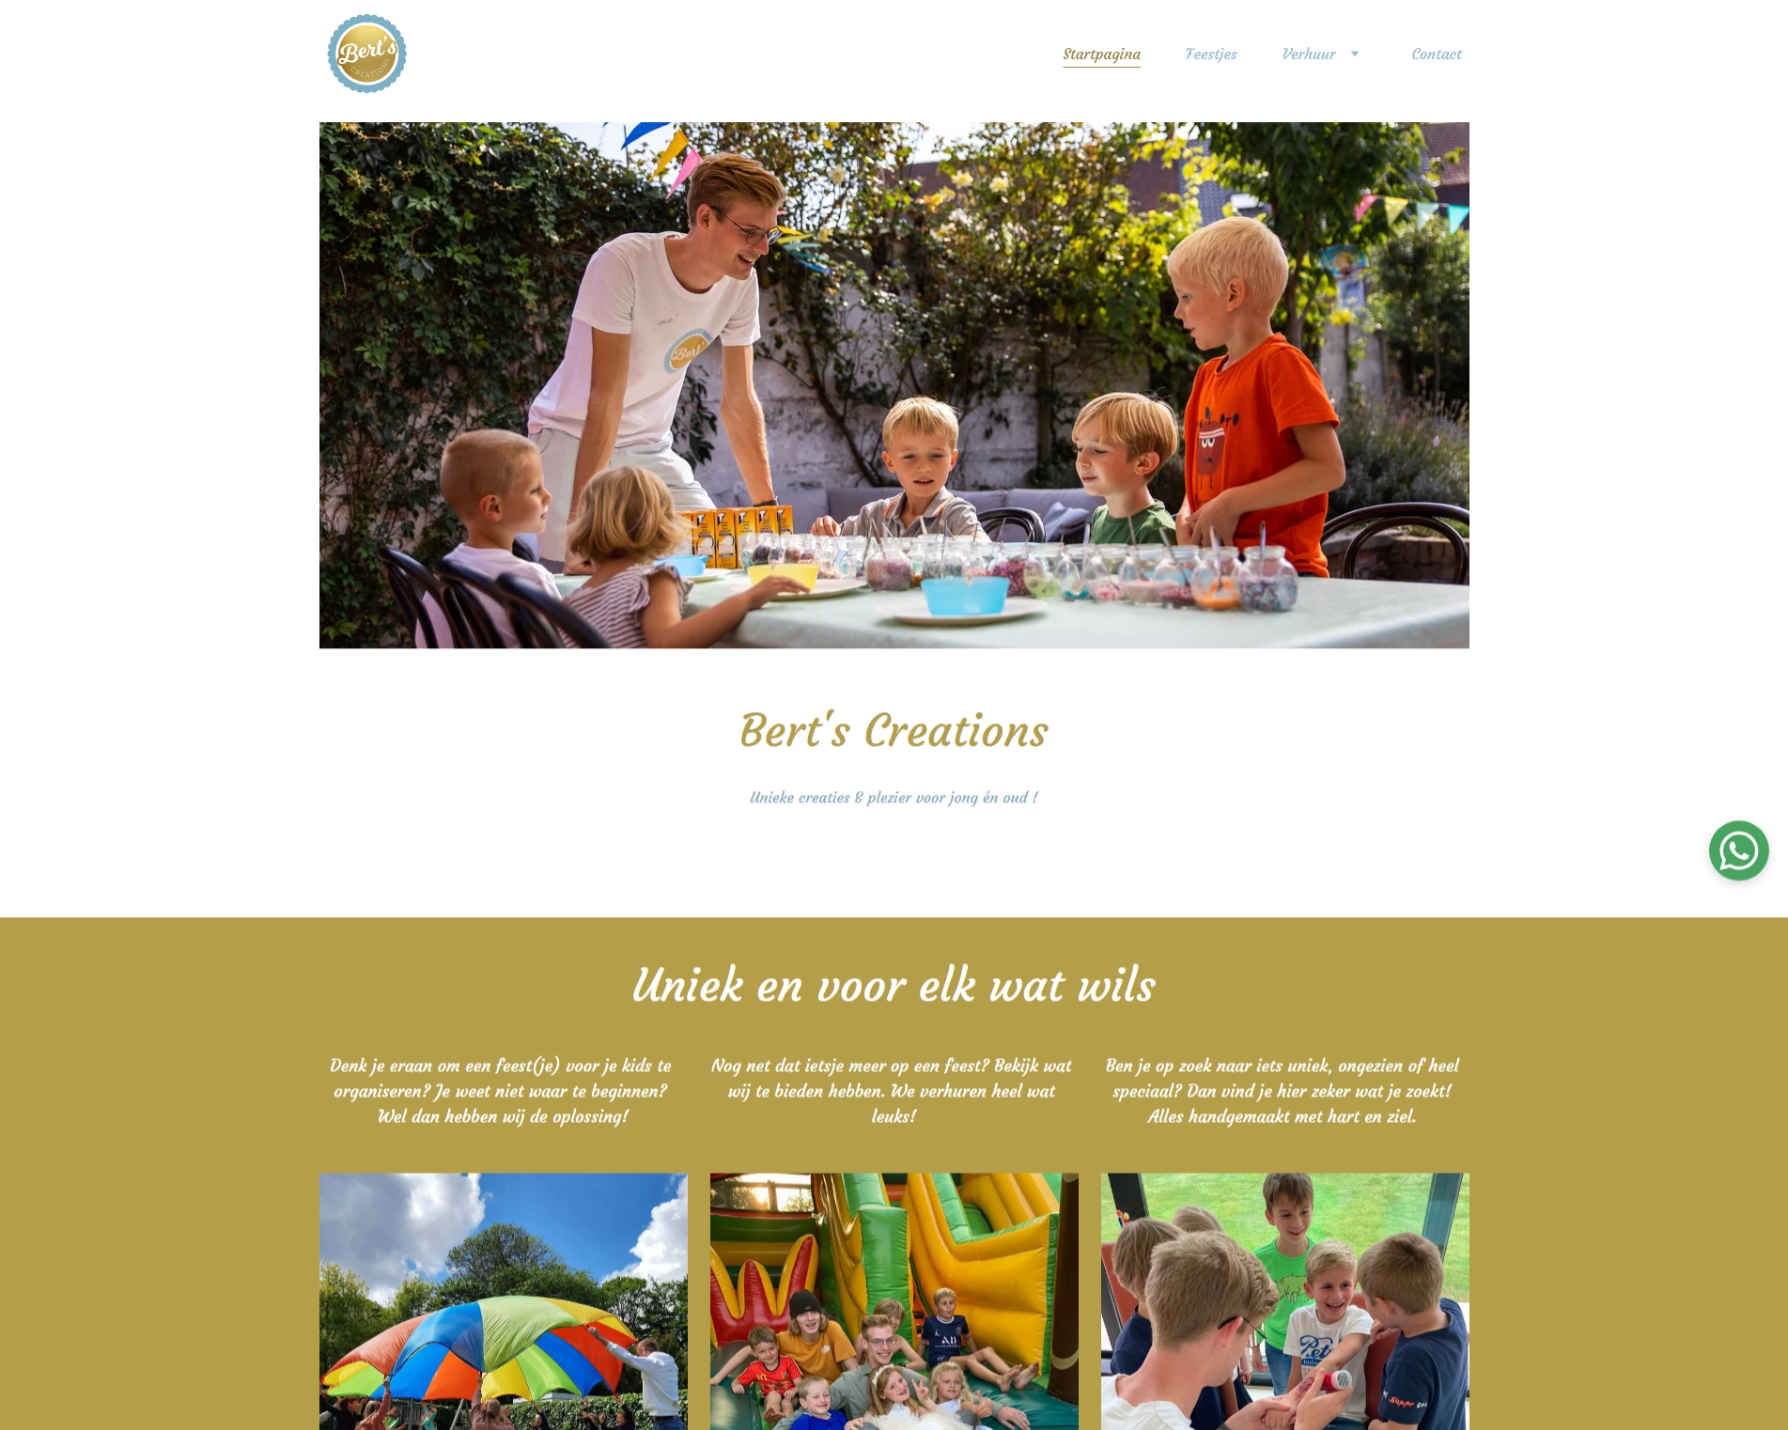 Bert's
CREATIONS
Startpagina
Feestjes
Verhuur
Contact
Bert's
Bert's Creations
Unieke creaties & plezier voor jong én oud !
Uniek en voor elk wat wils
Denk je eraan om een feest(je) voor je kids te
organiseren? Je weet niet waar te beginnen?
Wel dan hebben wij de oplossing!
Nog net dat ietsje meer op een feest? Bekijk wat
wij te bieden hebben. We verhuren heel wat
leuks!
Ben je op zoek naar iets uniek, ongezien of heel
speciaal? Dan vind je hier zeker wat je zoekt!
Alles handgemaakt met hart en ziel.